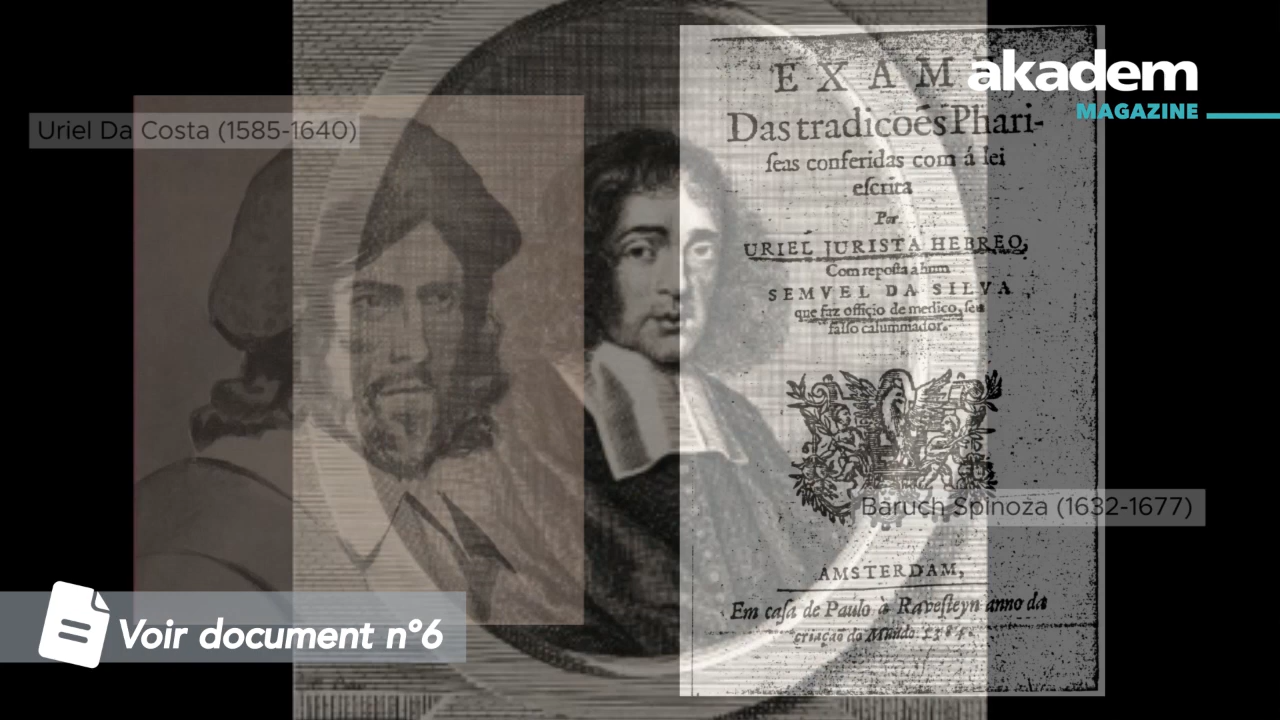 akadem
MAGAZINE
Uriel Da Costa (1585-1640)
EXAM
Das tradicoẽs Phari-
ſeas conferidas com á lei
eſcrita
Por
URIEL JURISTA HEBREO,
Com repoſta a hum
SEMVEL DA SILVA
que faz officio de medico, ſeu
falſo calumniador.
Baruch Spinoza (1632-1677)
AMSTERDAM,
Em caſa de Paulo à Raveſteyn anno da
criação do Mundo
Voir document n°6